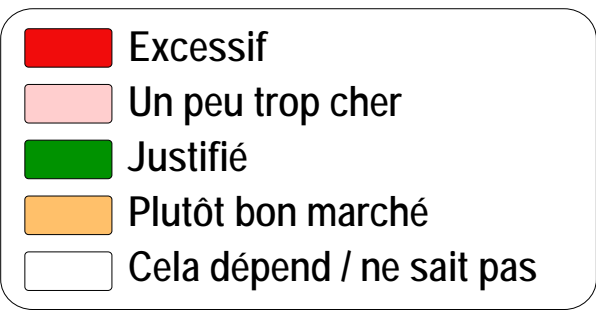 Excessif
Un peu trop cher
Justifié
Plutôt bon marché
Cela dépend / ne sait pas